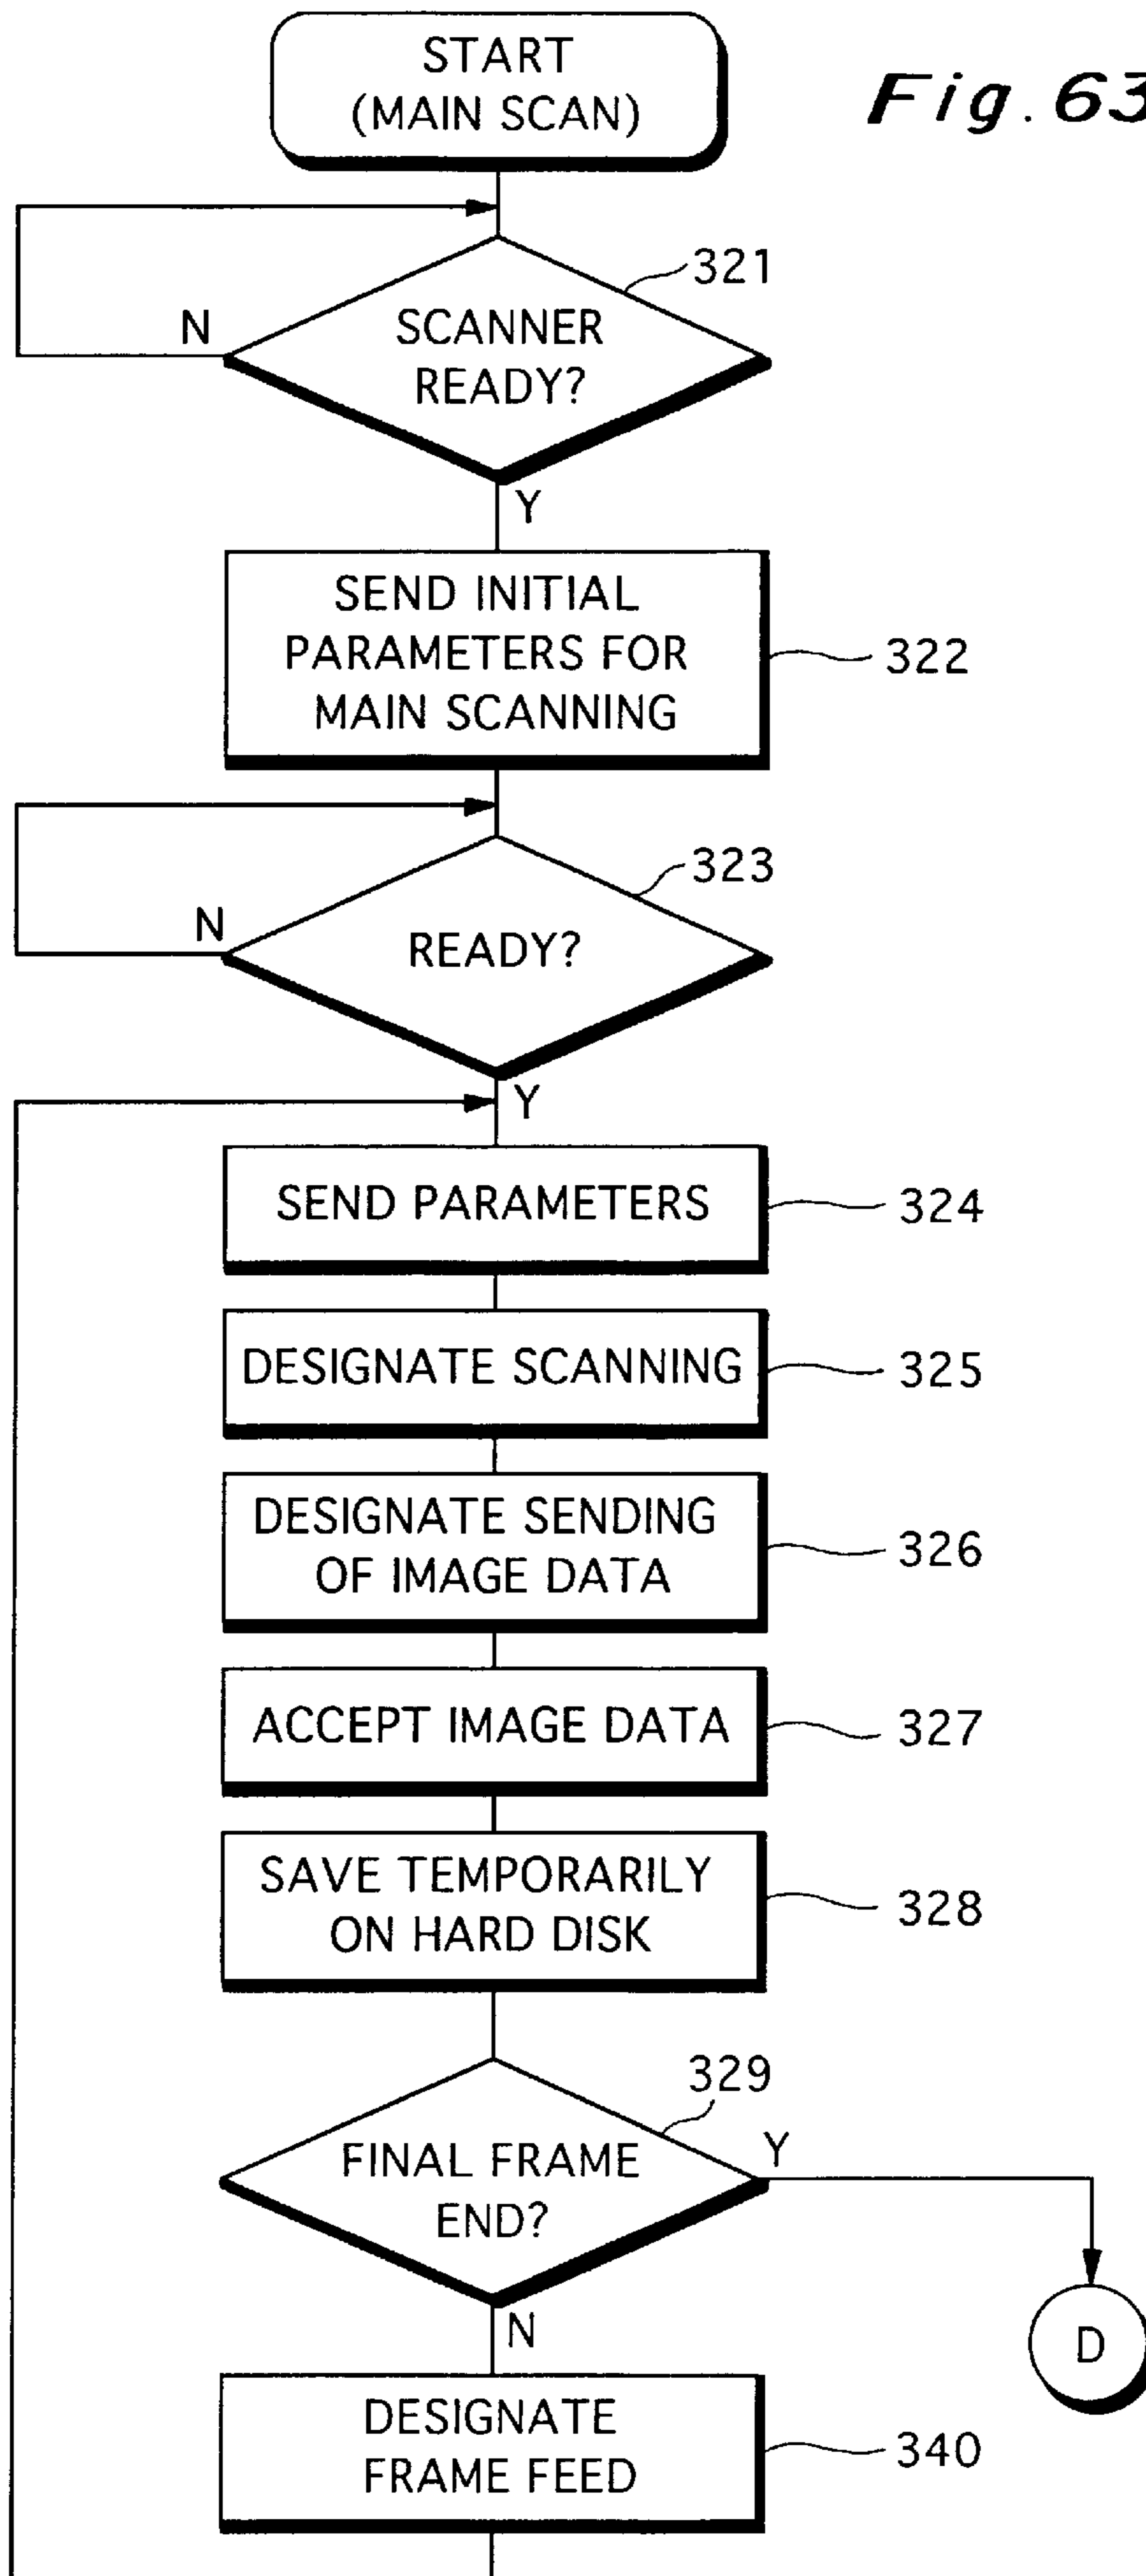 START
(MAIN SCAN)
Fig. 63
321
SCANNER
READY?
N
Y
SEND INITIAL
PARAMETERS FOR
MAIN SCANNING
322
323
READY?
N
Y
SEND PARAMETERS
324
DESIGNATE SCANNING
325
DESIGNATE SENDING
OF IMAGE DATA
326
ACCEPT IMAGE DATA
327
SAVE TEMPORARILY
ON HARD DISK
328
329
FINAL FRAME
END?
Y
N
D
DESIGNATE
FRAME FEED
340